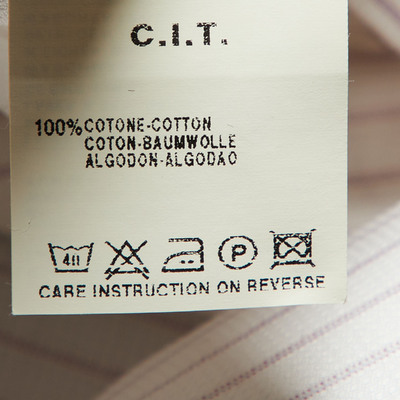 C.I.T.
100% COTONE-COTTON
COTON-BAUMWOLLE
ALGODON-ALGODAO
P
CARE INSTRUCTION ON REVERSE